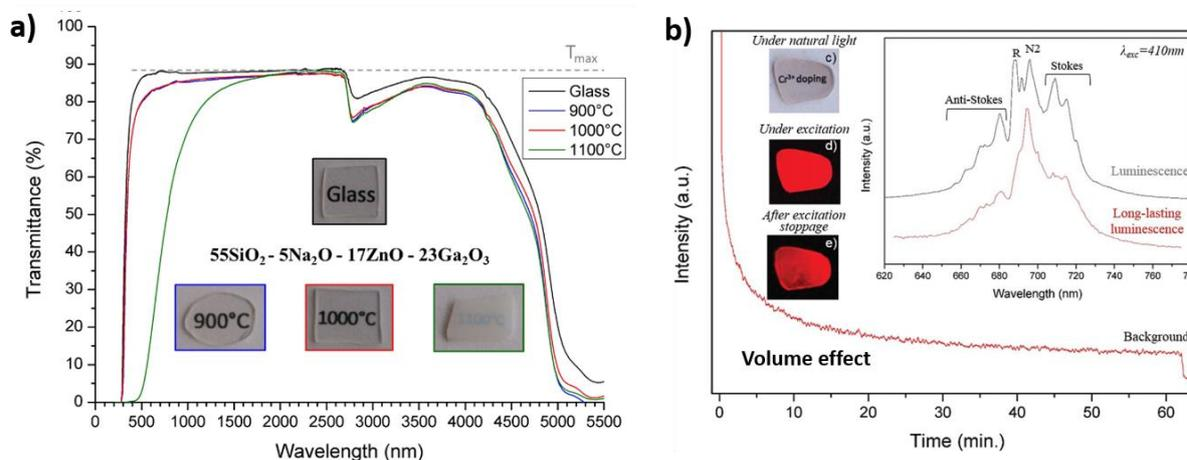 a)
100
90
80
70
60
50
40
30
20
10
0
Transmittance (%)
T_max
Glass
900°C
1000°C
1100°C
Glass
55SiO₂ - 5Na₂O - 17ZnO - 23Ga₂O₃
900°C
1000°C
1100°C
0 500 1000 1500 2000 2500 3000 3500 4000 4500 5000 5500
Wavelength (nm)
b)
Intensity (a.u.)
Under natural light
c)
Cr³⁺ doping
Under excitation
d)
After excitation
stoppage
e)
Volume effect
Intensity (a.u.)
R N2
λexc=410nm
Stokes
Anti-Stokes
Luminescence
Long-lasting
luminescence
620 640 660 680 700 720 740 760
Wavelength (nm)
Background
0 10 20 30 40 50 60
Time (min.)